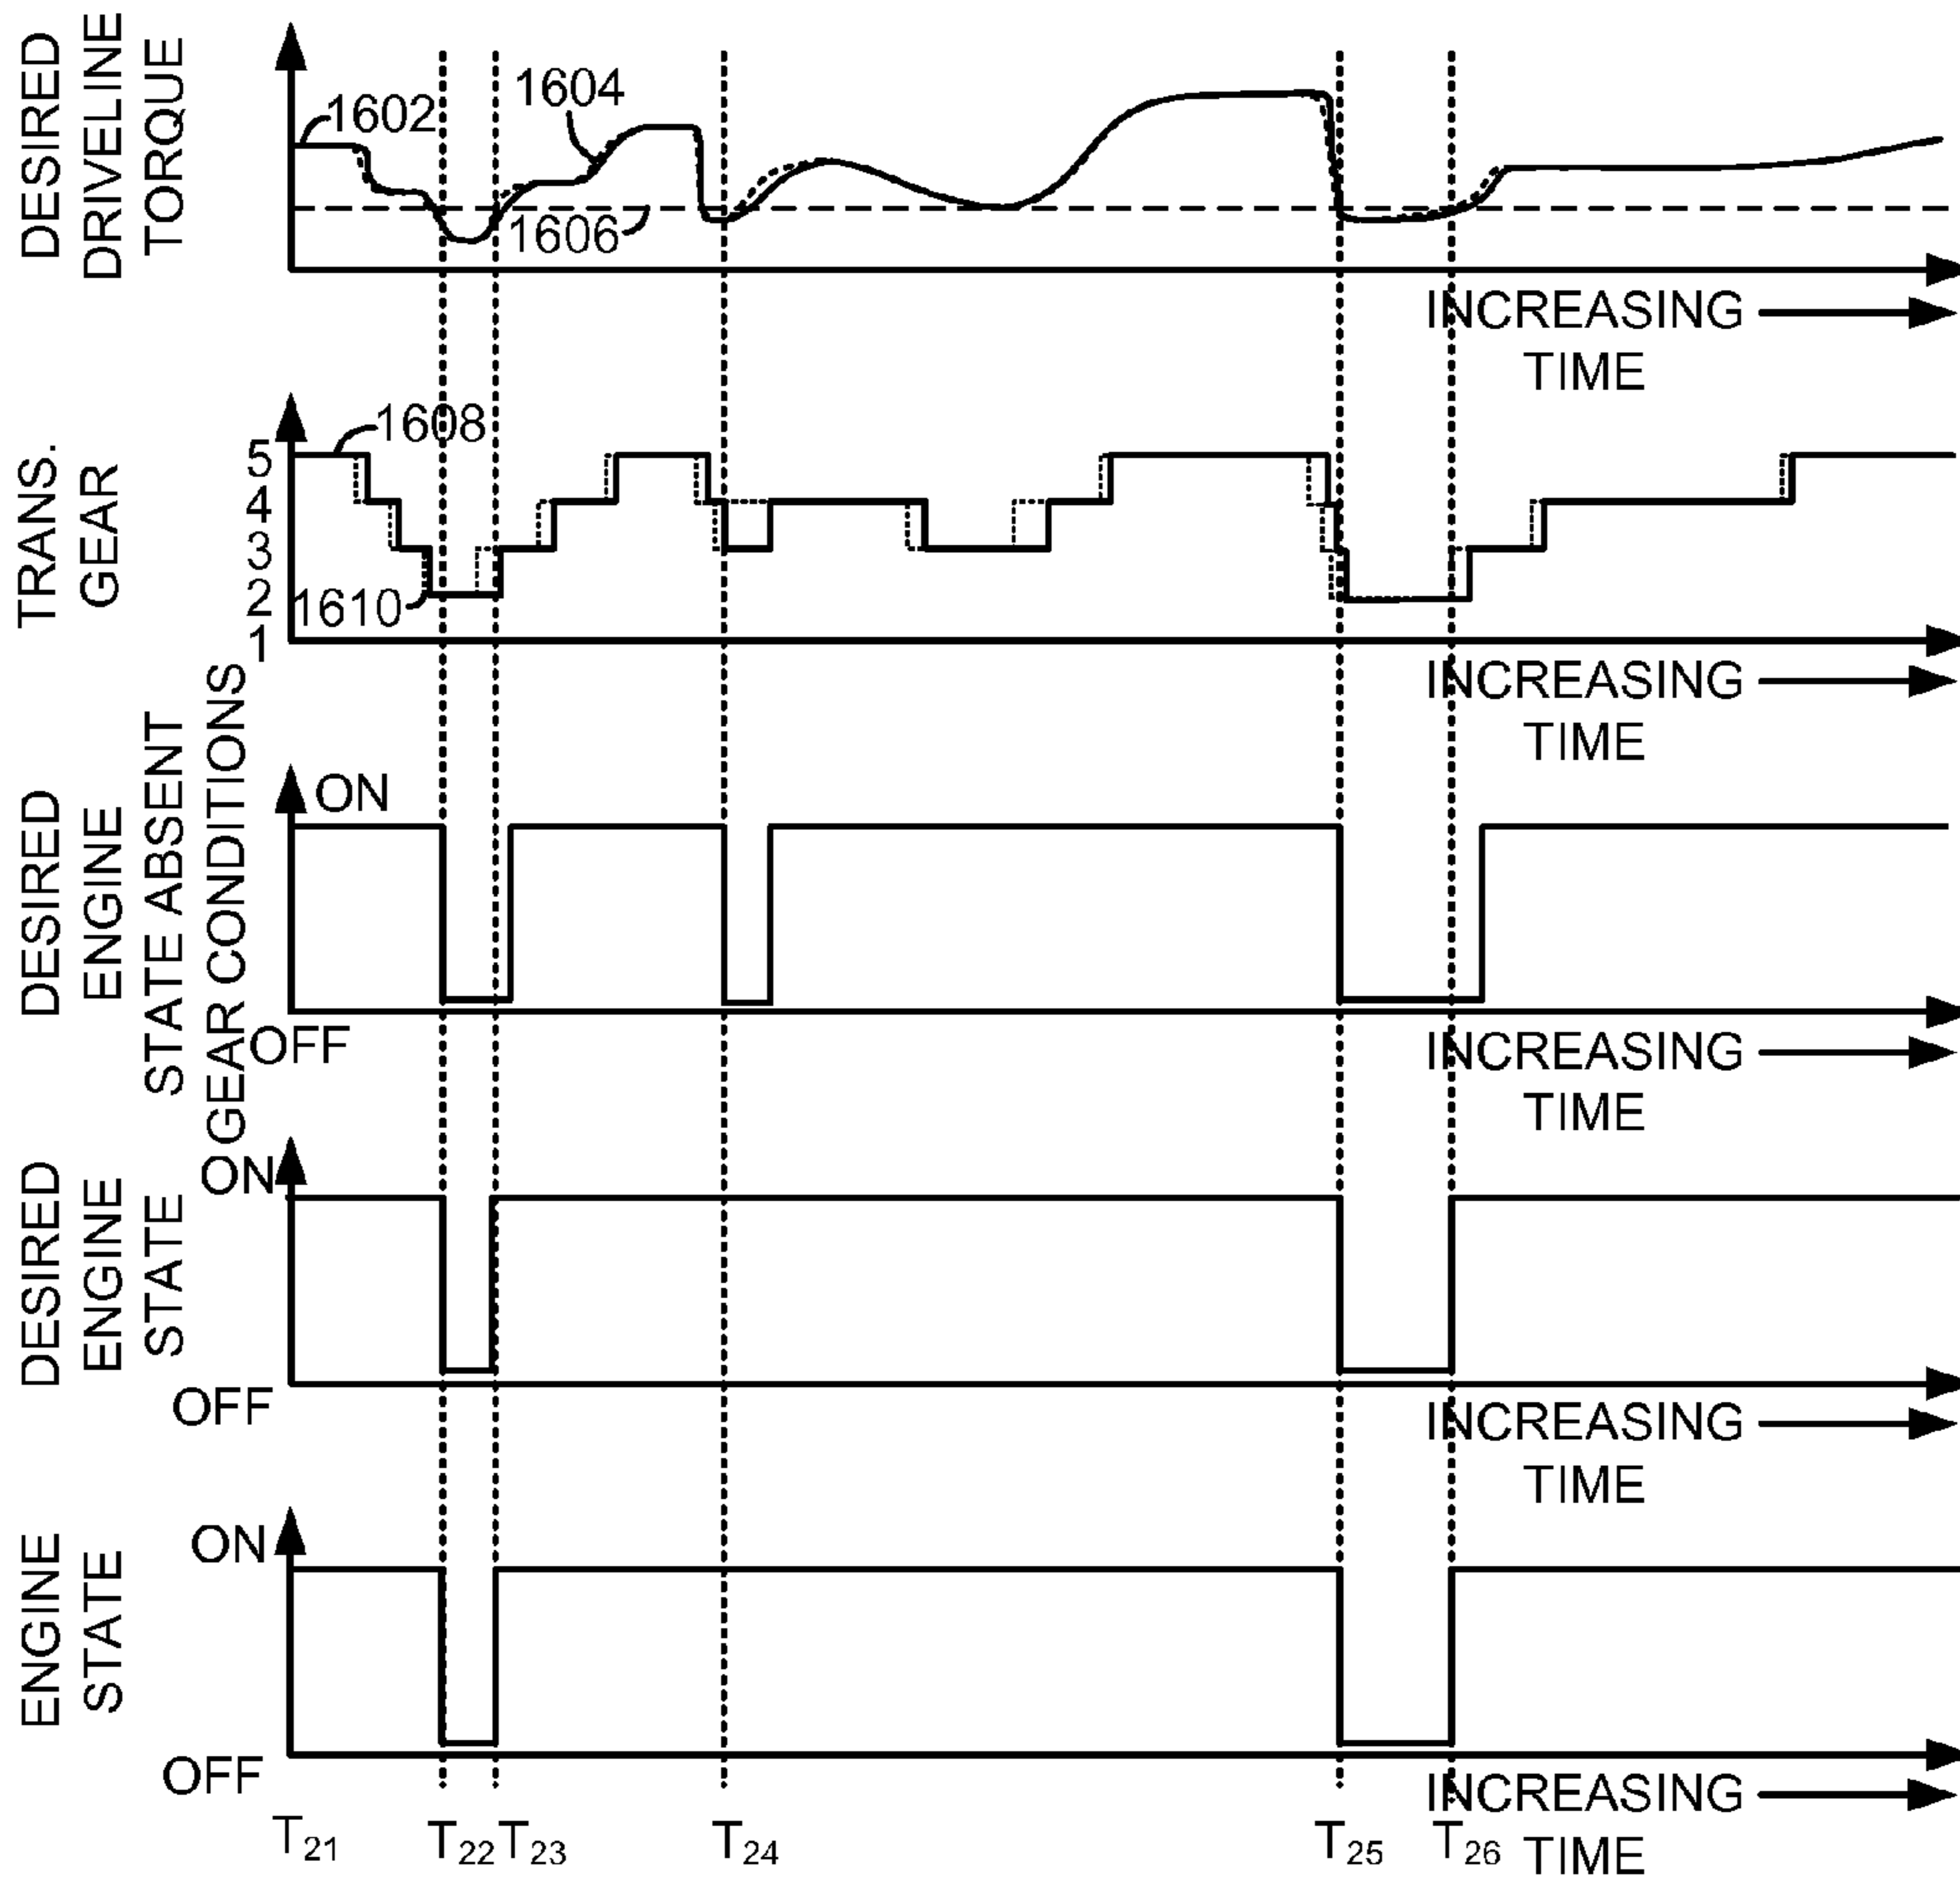 DESIRED
DRIVELINE
TORQUE
1602
1604
1606
INCREASING
TIME
TRANS.
GEAR
5
4
3
2
1
1608
1610
INCREASING
TIME
DESIRED
ENGINE
STATE ABSENT
GEAR CONDITIONS
ON
OFF
INCREASING
TIME
DESIRED
ENGINE
STATE
ON
OFF
INCREASING
TIME
ENGINE
STATE
ON
OFF
INCREASING
TIME
T21
T22
T23
T24
T25
T26